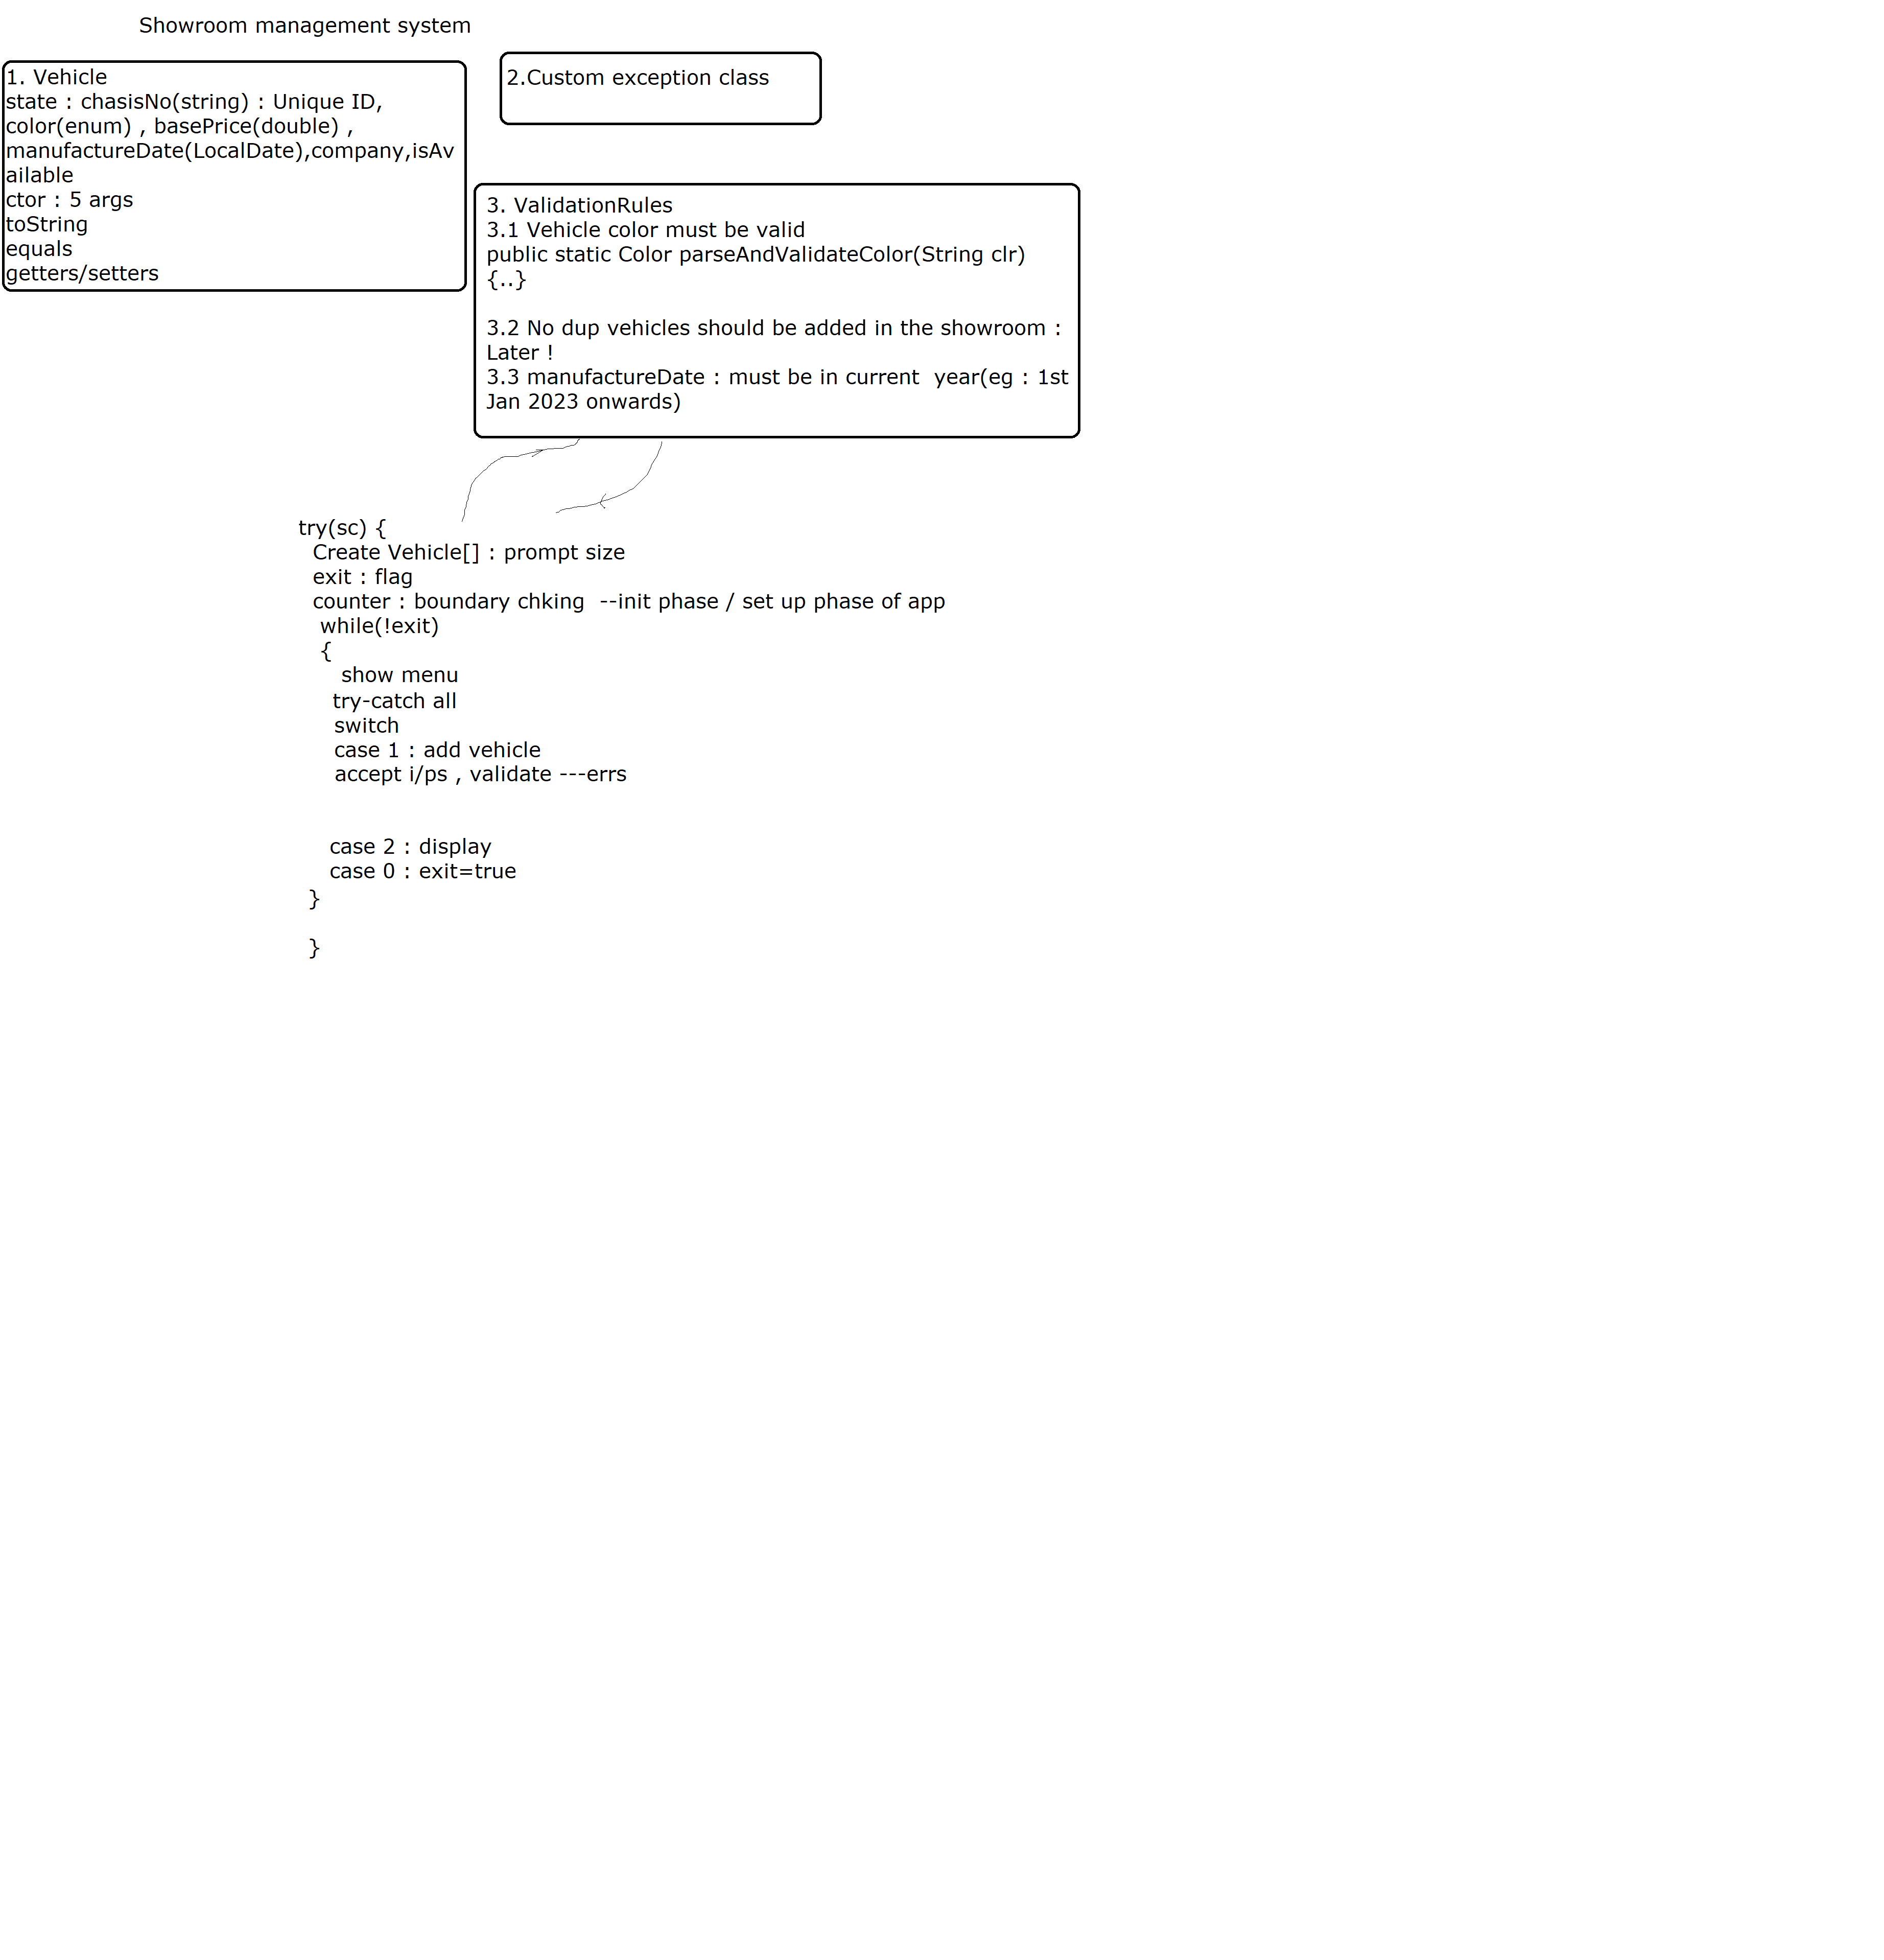 Showroom management system
1. Vehicle
state : chasisNo(string) : Unique ID,
color(enum) , basePrice(double) ,
manufactureDate(LocalDate),company,isAv
ailable
ctor : 5 args
toString
equals
getters/setters
2.Custom exception class
3. ValidationRules
3.1 Vehicle color must be valid
public static Color parseAndValidateColor(String clr)
{..}
3.2 No dup vehicles should be added in the showroom :
Later !
3.3 manufactureDate : must be in current  year(eg : 1st
Jan 2023 onwards)
try(sc) {
Create Vehicle[] : prompt size
exit : flag
counter : boundary chking  --init phase / set up phase of app
while(!exit)
{
show menu
try-catch all
switch
case 1 : add vehicle
accept i/ps , validate ---errs
case 2 : display
case 0 : exit=true
}
}